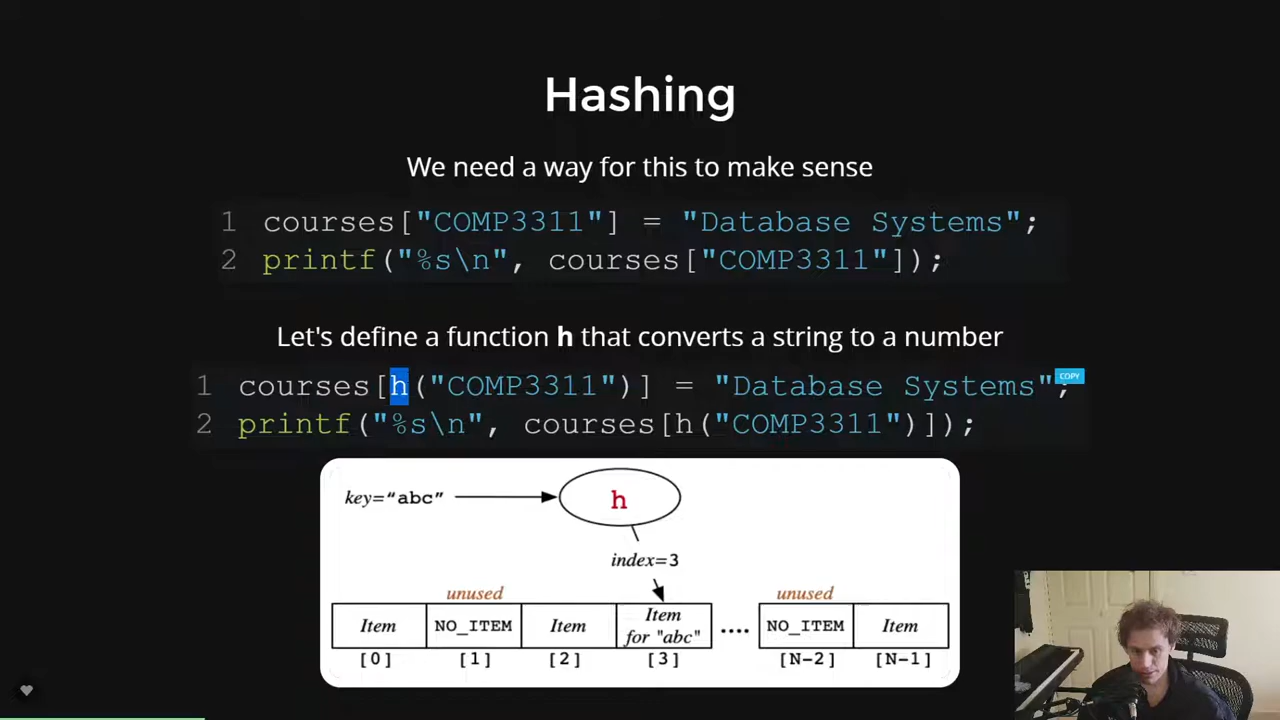 Hashing
We need a way for this to make sense
1 courses["COMP3311"] = "Database Systems";
2 printf("%s\n", courses["COMP3311"]);
Let's define a function h that converts a string to a number
1 courses[h("COMP3311")] = "Database Systems";
COPY
2 printf("%s\n", courses[h("COMP3311")]);
key="abc"
h
index=3
unused
unused
Item
NO_ITEM
Item
Item
for "abc"
....
NO_ITEM
Item
[0]
[1]
[2]
[3]
[N-2]
[N-1]